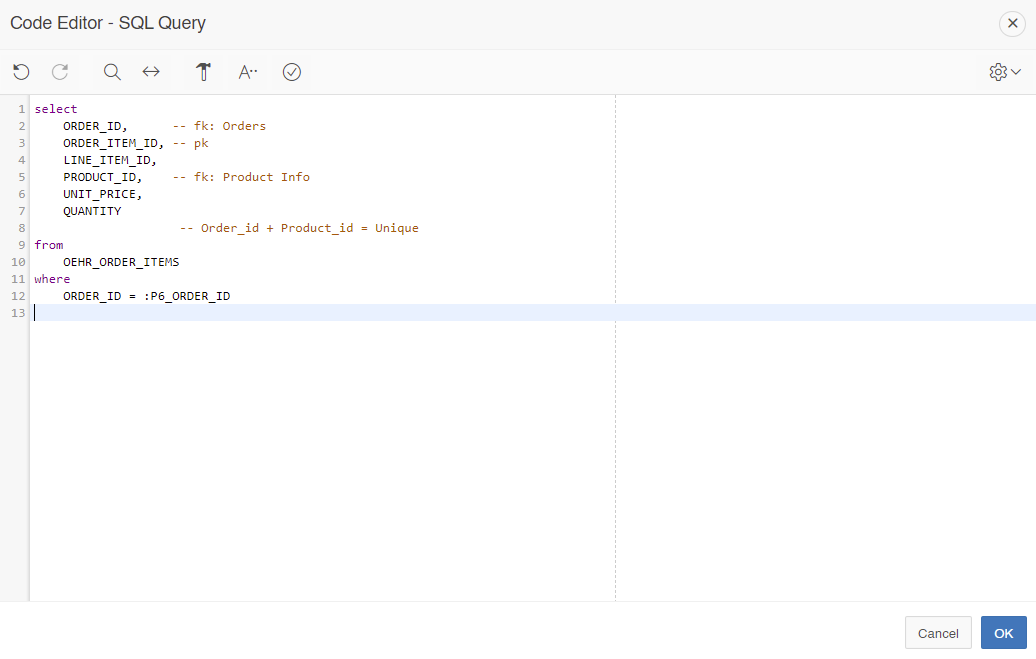 Code Editor - SQL Query
A
1 select
2 ORDER_ID, -- fk: Orders
3 ORDER_ITEM_ID, -- pk
4 LINE_ITEM_ID,
5 PRODUCT_ID, -- fk: Product Info
6 UNIT_PRICE,
7 QUANTITY
8 -- Order_id + Product_id = Unique
9 from
10 OEHR_ORDER_ITEMS
11 where
12 ORDER_ID = :P6_ORDER_ID
13
Cancel OK